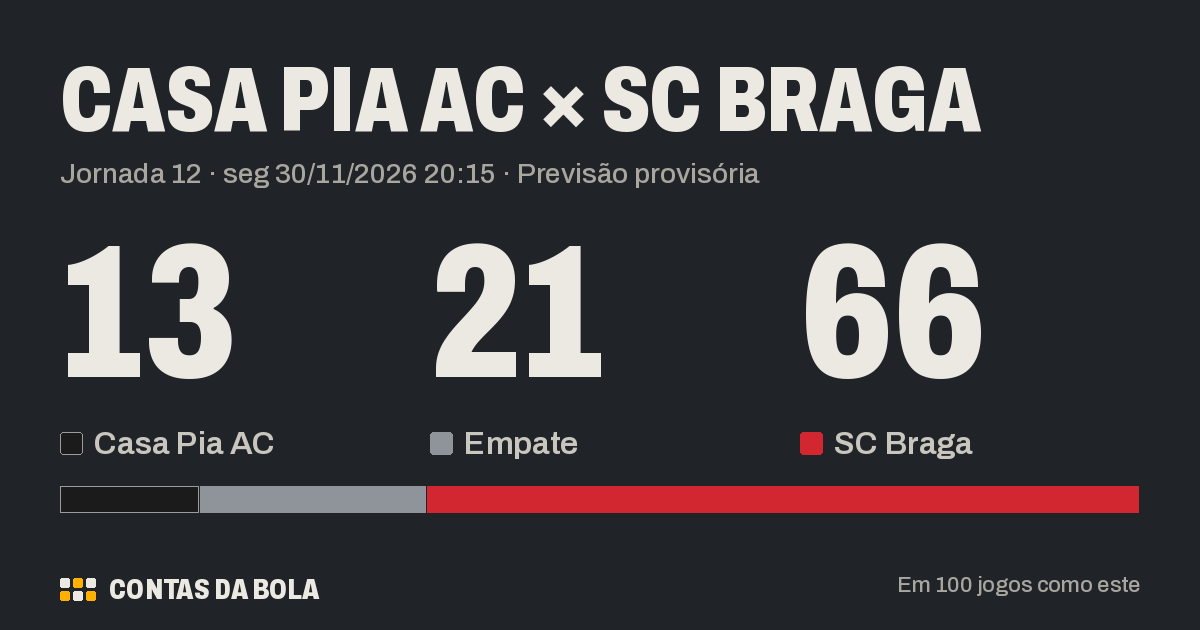 CASA PIA AC × SC BRAGA
Jornada 12 · seg 30/11/2026 20:15 · Previsão provisória
13 21 66
Casa Pia AC Empate SC Braga
CONTAS DA BOLA
Em 100 jogos como este